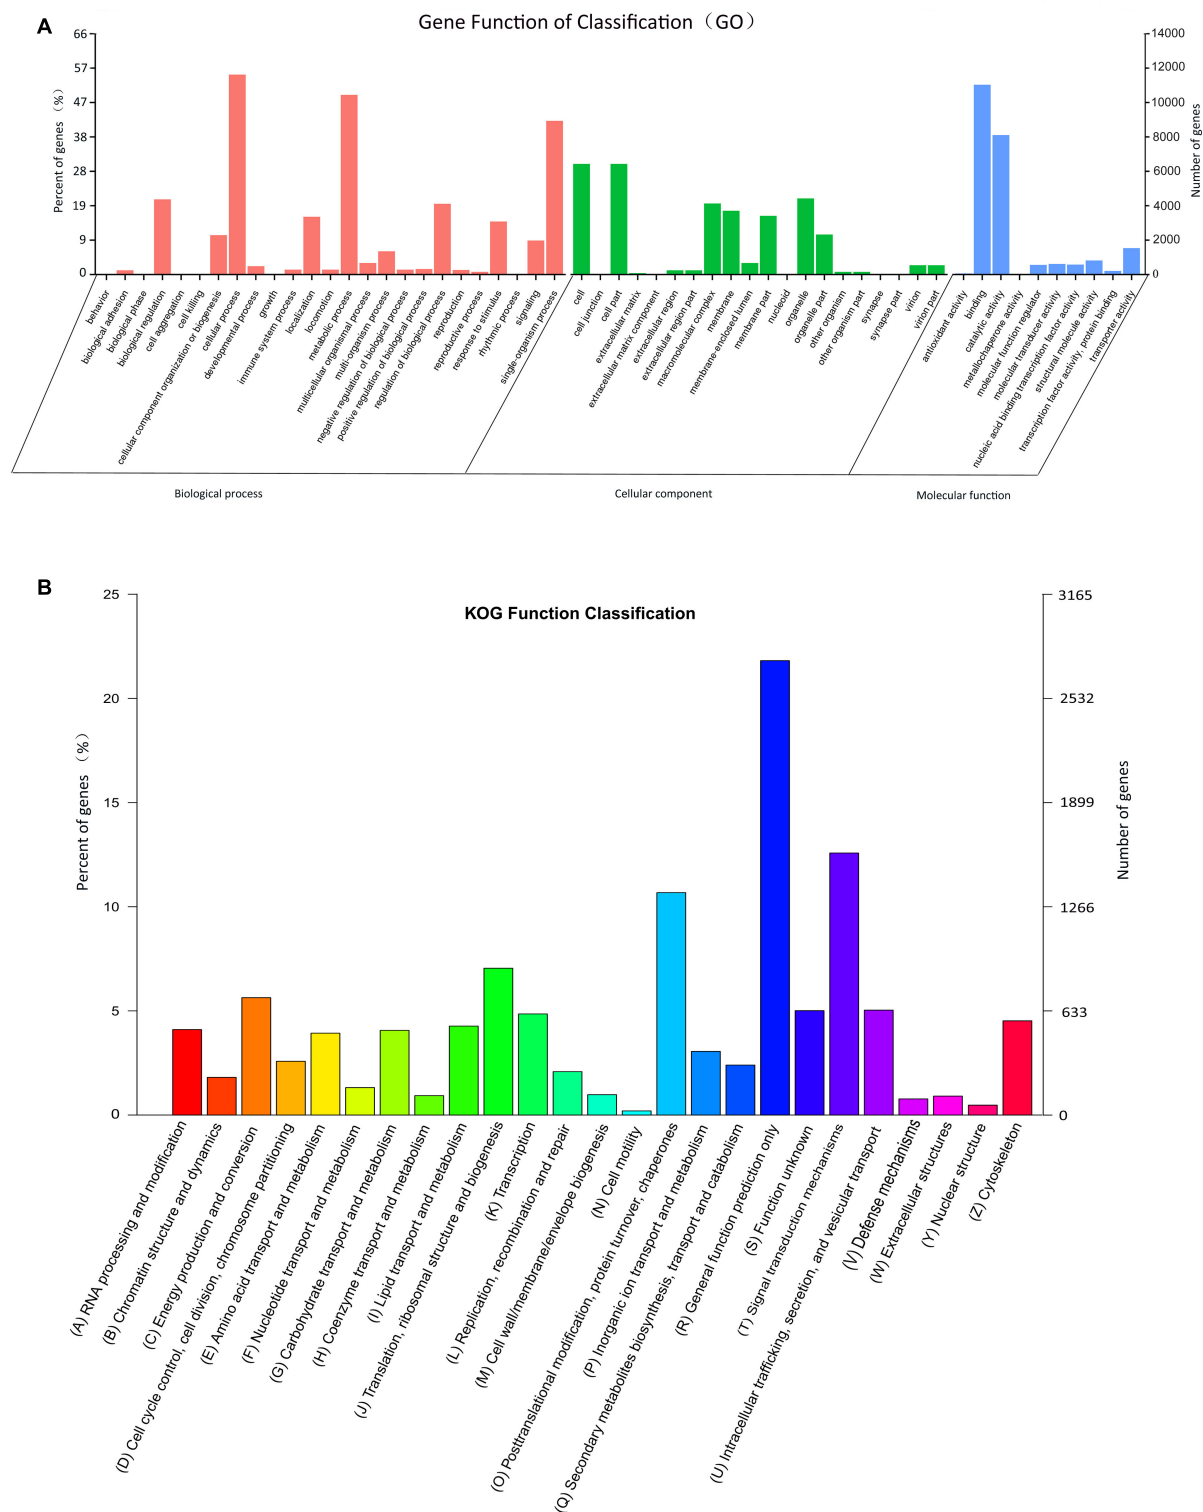 A
Gene Function of Classification（GO）
Percent of genes （%）
66
57
47
38
28
19
9
0
14000
12000
10000
8000
6000
4000
2000
0
Number of genes
behavior
biological adhesion
biological phase
biological regulation
cell aggregation
cell killing
cellular component organization or biogenesis
cellular process
developmental process
growth
immune system process
localization
locomotion
metabolic process
multicellular organismal process
multi-organism process
negative regulation of biological process
positive regulation of biological process
regulation of biological process
reproduction
reproductive process
response to stimulus
rhythmic process
signaling
single-organism process
cell
cell junction
cell part
extracellular matrix
extracellular matrix component
extracellular region
extracellular region part
macromolecular complex
membrane
membrane-enclosed lumen
membrane part
nucleoid
organelle
organelle part
other organism
other organism part
synapse
synapse part
virion
virion part
antioxidant activity
binding
catalytic activity
metallochaperone activity
molecular function regulator
molecular transducer activity
nucleic acid binding transcription factor activity
structural molecule activity
transcription factor activity, protein binding
transporter activity
Biological process
Cellular component
Molecular function
B
KOG Function Classification
Percent of genes （%）
25
20
15
10
5
0
3165
2532
1899
1266
633
0
Number of genes
(A) RNA processing and modification
(B) Chromatin structure and dynamics
(C) Energy production and conversion
(D) Cell cycle control, cell division, chromosome partitioning
(E) Amino acid transport and metabolism
(F) Nucleotide transport and metabolism
(G) Carbohydrate transport and metabolism
(H) Coenzyme transport and metabolism
(I) Lipid transport and metabolism
(J) Translation, ribosomal structure and biogenesis
(K) Transcription
(L) Replication, recombination and repair
(M) Cell wall/membrane/envelope biogenesis
(N) Cell motility
(O) Posttranslational modification, protein turnover, chaperones
(P) Inorganic ion transport and metabolism
(Q) Secondary metabolites biosynthesis, transport and catabolism
(R) General function prediction only
(S) Function unknown
(T) Signal transduction mechanisms
(U) Intracellular trafficking, secretion, and vesicular transport
(V) Defense mechanisms
(W) Extracellular structures
(Y) Nuclear structure
(Z) Cytoskeleton